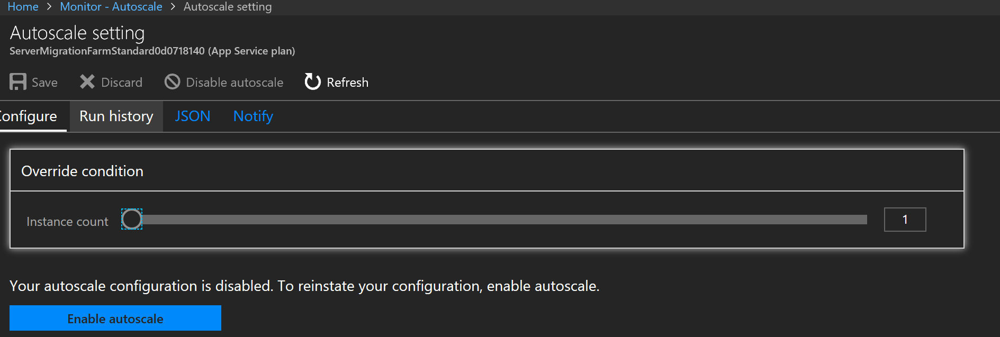 Home > Monitor - Autoscale > Autoscale setting
Autoscale setting
ServerMigrationFarmStandard0d0718140 (App Service plan)
Save Discard Disable autoscale Refresh
onfigure Run history JSON Notify
Override condition
Instance count 1
Your autoscale configuration is disabled. To reinstate your configuration, enable autoscale.
Enable autoscale